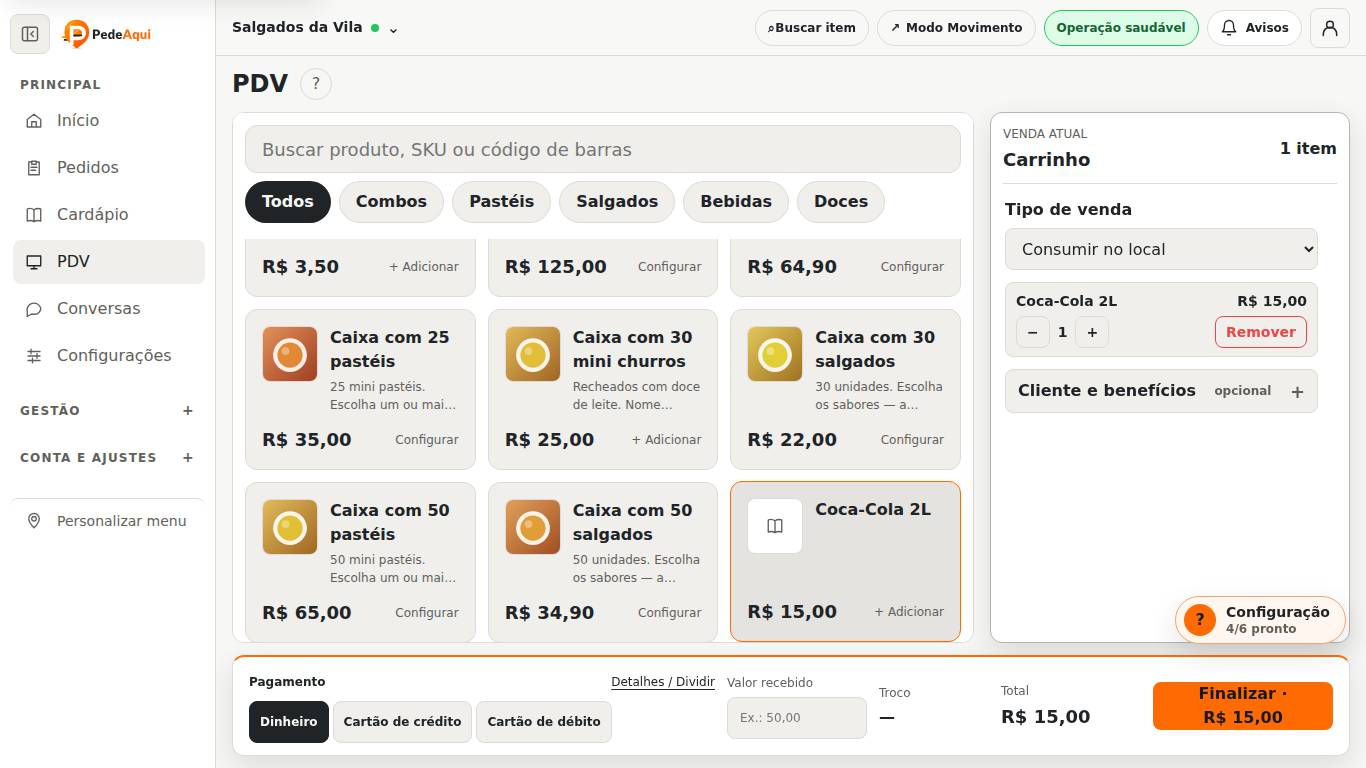 PedeAqui
Salgados da Vila
Buscar item
↗ Modo Movimento
Operação saudável
Avisos
PRINCIPAL
Início
Pedidos
Cardápio
PDV
Conversas
Configurações
GESTÃO +
CONTA E AJUSTES +
Personalizar menu
PDV ?
Buscar produto, SKU ou código de barras
Todos Combos Pastéis Salgados Bebidas Doces
R$ 3,50 + Adicionar
R$ 125,00 Configurar
R$ 64,90 Configurar
Caixa com 25
pastéis
25 mini pastéis.
Escolha um ou mai…
R$ 35,00 Configurar
Caixa com 30
mini churros
Recheados com doce
de leite. Nome…
R$ 25,00 + Adicionar
Caixa com 30
salgados
30 unidades. Escolha
os sabores — a…
R$ 22,00 Configurar
Caixa com 50
pastéis
50 mini pastéis.
Escolha um ou mai…
R$ 65,00 Configurar
Caixa com 50
salgados
50 unidades. Escolha
os sabores — a…
R$ 34,90 Configurar
Coca-Cola 2L
R$ 15,00 + Adicionar
VENDA ATUAL
Carrinho
1 item
Tipo de venda
Consumir no local
Coca-Cola 2L R$ 15,00
− 1 + Remover
Cliente e benefícios opcional +
? Configuração
4/6 pronto
Pagamento
Detalhes / Dividir
Dinheiro Cartão de crédito Cartão de débito
Valor recebido
Ex.: 50,00
Troco
—
Total
R$ 15,00
Finalizar ·
R$ 15,00